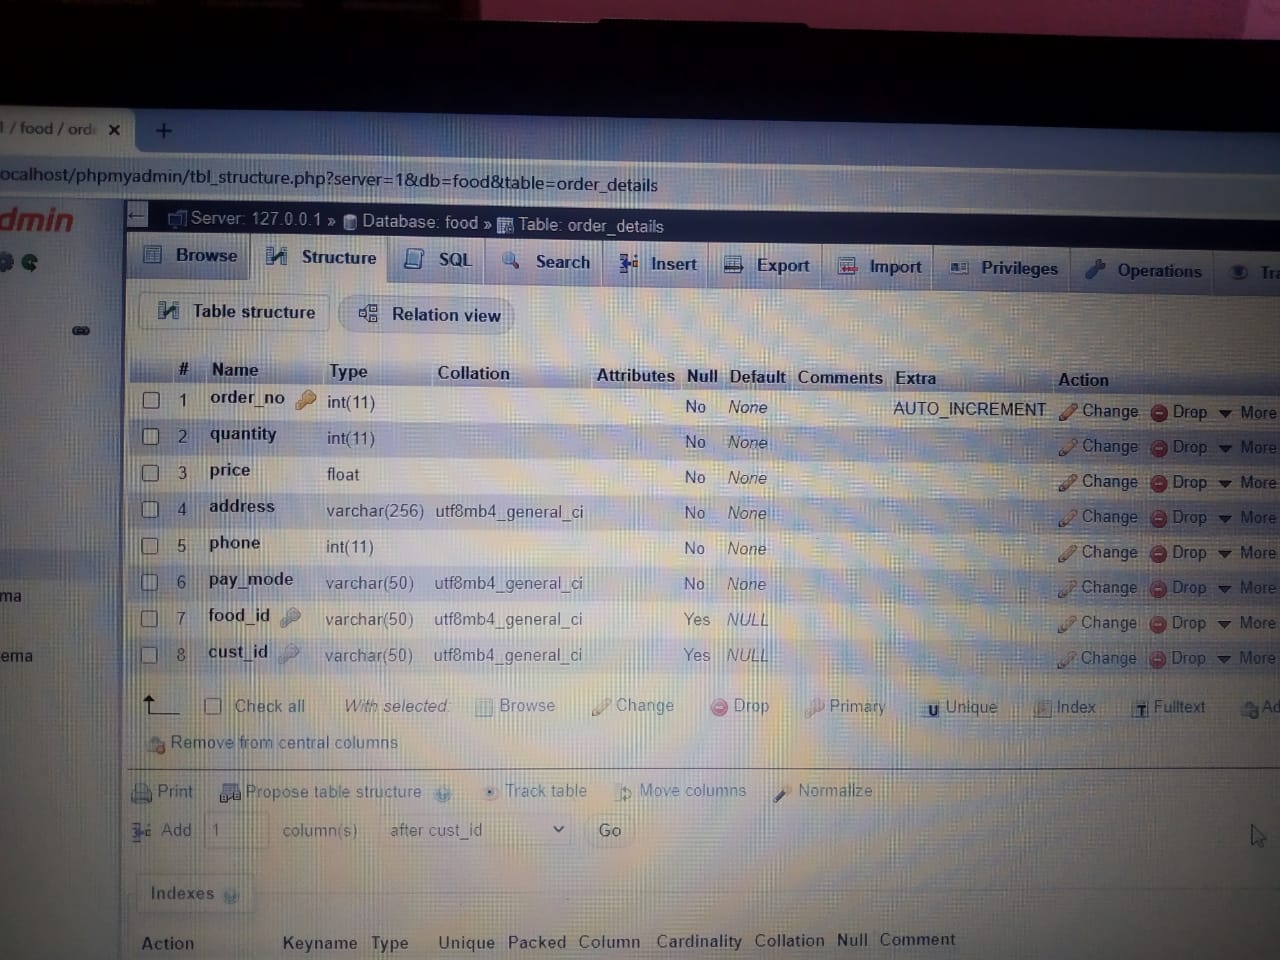 / food / ord
ocalhost/phpmyadmin/tbl_structure.php?server=1&db=food&table=order_details
dmin
Server: 127.0.0.1 » Database: food » Table: order_details
Browse Structure SQL Search Insert Export Import Privileges Operations Tra
Table structure Relation view
# Name Type Collation Attributes Null Default Comments Extra Action
1 order_no int(11) No None AUTO_INCREMENT Change Drop More
2 quantity int(11) No None Change Drop More
3 price float No None Change Drop More
4 address varchar(256) utf8mb4_general_ci No None Change Drop More
5 phone int(11) No None Change Drop More
6 pay_mode varchar(50) utf8mb4_general_ci No None Change Drop More
ma
7 food_id varchar(50) utf8mb4_general_ci Yes NULL Change Drop More
8 cust_id varchar(50) utf8mb4_general_ci Yes NULL Change Drop More
ema
Check all With selected: Browse Change Drop Primary Unique Index Fulltext Ad
Remove from central columns
Print Propose table structure Track table Move columns Normalize
Add 1 column(s) after cust_id Go
Indexes
Action Keyname Type Unique Packed Column Cardinality Collation Null Comment